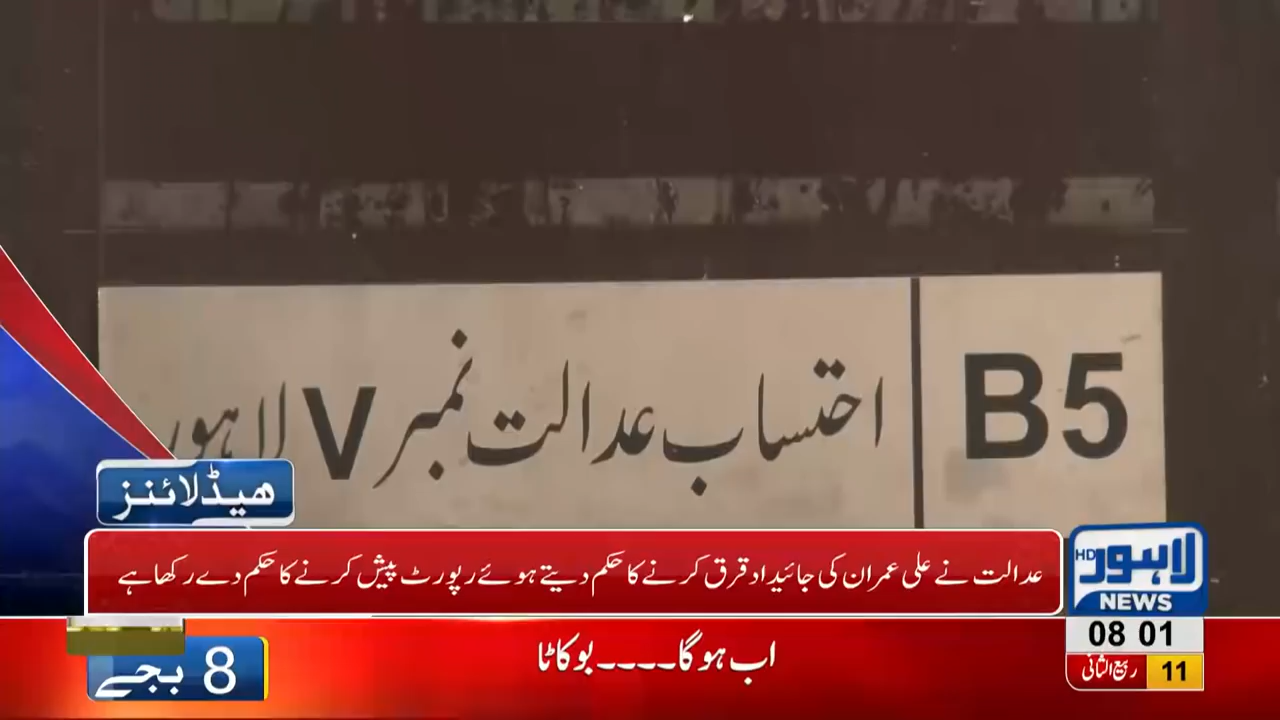 احتساب عدالت نمبر V لاہور
B5
ہیڈلائنز
عدالت نے علی عمران کی جائیداد قرق کرنے کا حکم دیتے ہوئے رپورٹ پیش کرنے کا حکم دے رکھا ہے
لاہور HD
NEWS
08 01
ربیع الثانی 11
اب ہوگا۔۔۔۔بوکاٹا
8 بجے